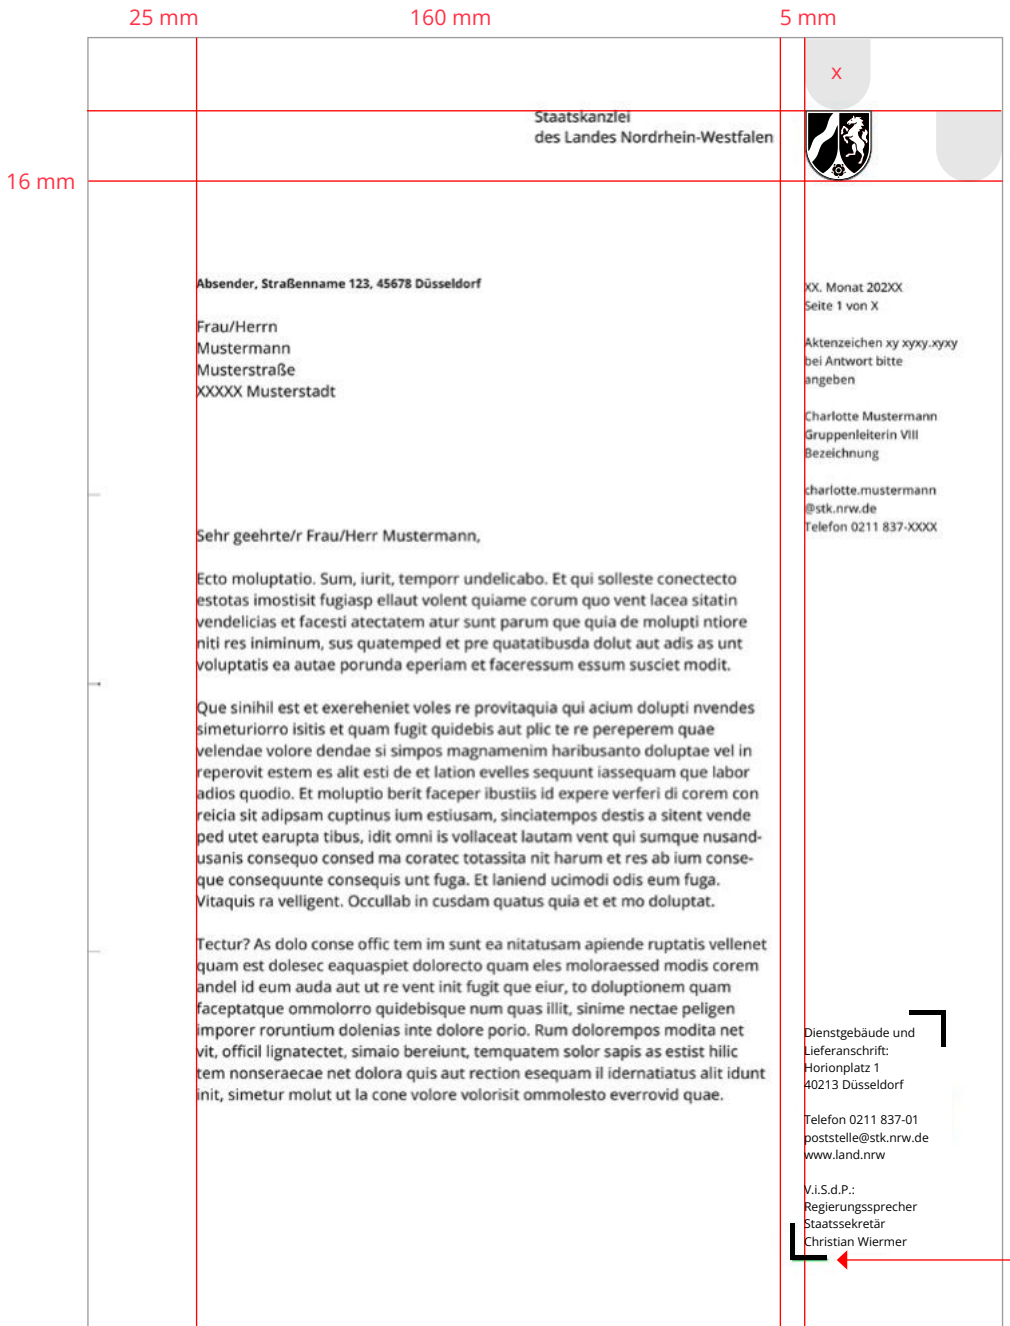 25 mm
160 mm
5 mm
x
Staatskanzlei
des Landes Nordrhein-Westfalen
16 mm
Absender, Straßenname 123, 45678 Düsseldorf
Frau/Herrn
Mustermann
Musterstraße
XXXXX Musterstadt
XX. Monat 202XX
Seite 1 von X
Aktenzeichen xy xyxy.xyxy
bei Antwort bitte
angeben
Charlotte Mustermann
Gruppenleiterin VIII
Bezeichnung
charlotte.mustermann
@stk.nrw.de
Telefon 0211 837-XXXX
Sehr geehrte/r Frau/Herr Mustermann,
Ecto moluptatio. Sum, iurit, temporr undelicabo. Et qui solleste conectecto
estotas imostisit fugiasp ellaut volent quiame corum quo vent lacea sitatin
vendelicias et facesti atectatem atur sunt parum que quia de molupti ntiore
niti res iniminum, sus quatemped et pre quatatibusda dolut aut adis as unt
voluptatis ea autae porunda eperiam et faceressum essum susciet modit.
Que sinihil est et exereheniet voles re provitaquia qui acium dolupti nvendes
simeturiorro isitis et quam fugit quidebis aut plic te re pereperem quae
velendae volore dendae si simpos magnamenim haribusanto doluptae vel in
reperovit estem es alit esti de et lation evelles sequunt iassequam que labor
adios quodio. Et moluptio berit faceper ibustiis id expere verferi di corem con
reicia sit adipsam cuptinus ium estiusam, sinciatempos destis a sitent vende
ped utet earupta tibus, idit omni is vollaceat lautam vent qui sumque nusand-
usanis consequo consed ma coratec totassita nit harum et res ab ium conse-
que consequunte consequis unt fuga. Et laniend ucimodi odis eum fuga.
Vitaquis ra velligent. Occullab in cusdam quatus quia et et mo doluptat.
Tectur? As dolo conse offic tem im sunt ea nitatusam apiende ruptatis vellenet
quam est dolesec eaquaspiet dolorecto quam eles moloraessed modis corem
andel id eum auda aut ut re vent init fugit que eiur, to doluptionem quam
faceptatque ommolorro quidebisque num quas illit, sinime nectae peligen
imporer roruntium dolenias inte dolore porio. Rum dolorempos modita net
vit, officil lignatectet, simaio bereiunt, temquatem solor sapis as estist hilic
tem nonseraecae net dolora quis aut rection esequam il idernatiatus alit idunt
init, simetur molut ut la cone volore volorisit ommolesto everrovid quae.
Dienstgebäude und
Lieferanschrift:
Horionplatz 1
40213 Düsseldorf
Telefon 0211 837-01
poststelle@stk.nrw.de
www.land.nrw
V.i.S.d.P.:
Regierungssprecher
Staatssekretär
Christian Wiermer